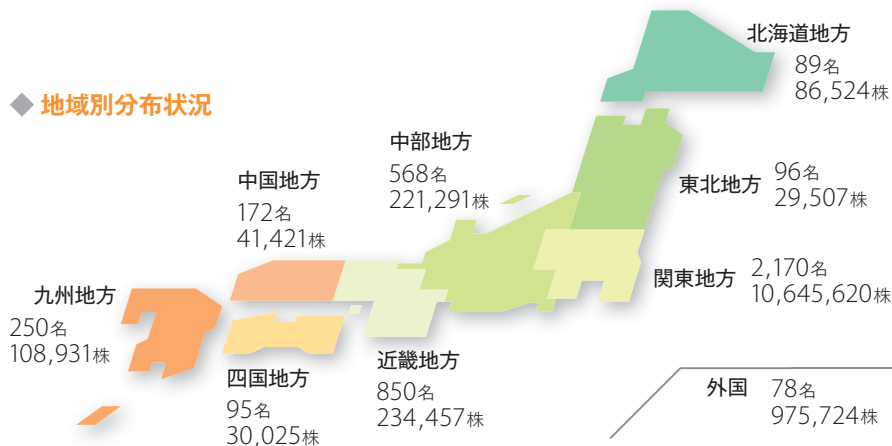 ◆ 地域別分布状況
北海道地方
89名
86,524株
東北地方
96名
29,507株
関東地方
2,170名
10,645,620株
中部地方
568名
221,291株
中国地方
172名
41,421株
九州地方
250名
108,931株
四国地方
95名
30,025株
近畿地方
850名
234,457株
外国
78名
975,724株